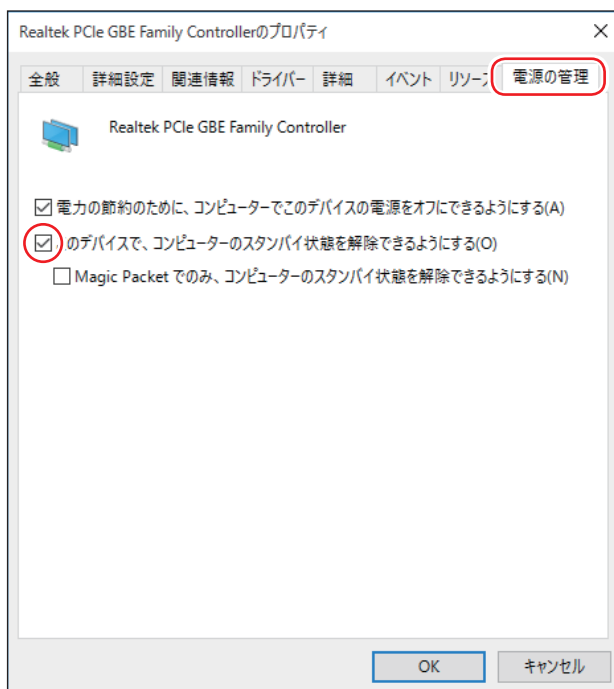 Realtek PCIe GBE Family Controllerのプロパティ
全般 詳細設定 関連情報 ドライバー 詳細 イベント リソー 電源の管理
Realtek PCIe GBE Family Controller
電力の節約のために、コンピューターでこのデバイスの電源をオフにできるようにする(A)
のデバイスで、コンピューターのスタンバイ状態を解除できるようにする(O)
Magic Packet でのみ、コンピューターのスタンバイ状態を解除できるようにする(N)
OK キャンセル